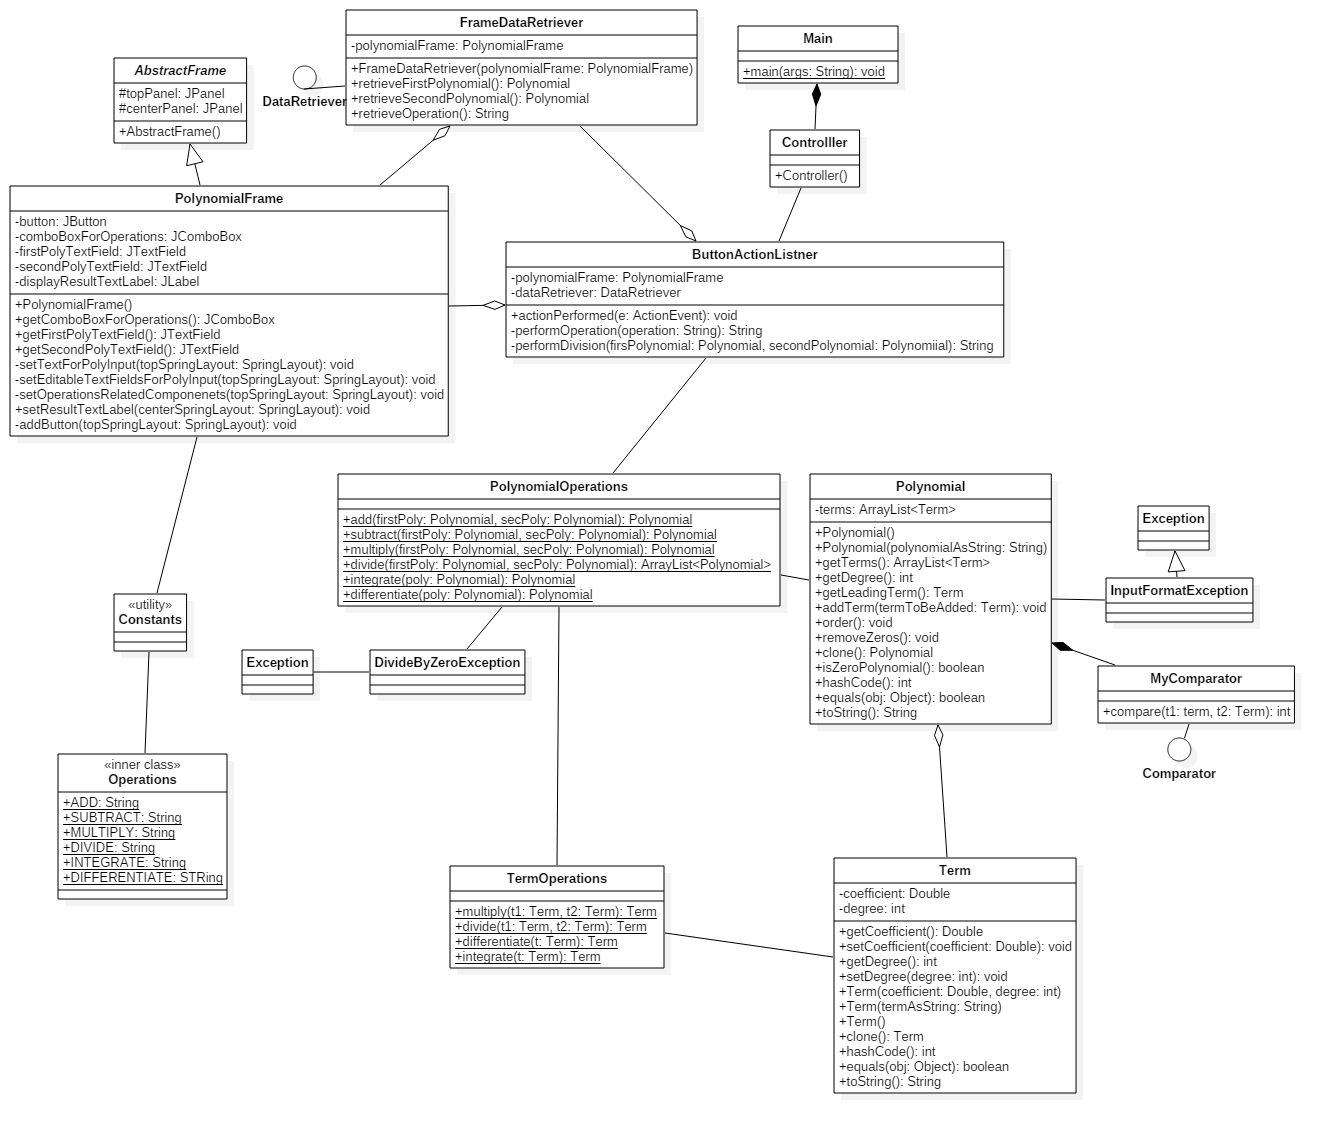 FrameDataRetriever
-polynomialFrame: PolynomialFrame
+FrameDataRetriever(polynomialFrame: PolynomialFrame)
+retrieveFirstPolynomial(): Polynomial
+retrieveSecondPolynomial(): Polynomial
+retrieveOperation(): String
Main
+main(args: String): void
AbstractFrame
#topPanel: JPanel
#centerPanel: JPanel
+AbstractFrame()
DataRetriever
Controlller
+Controller()
PolynomialFrame
-button: JButton
-comboBoxForOperations: JComboBox
-firstPolyTextField: JTextField
-secondPolyTextField: JTextField
-displayResultTextLabel: JLabel
+PolynomialFrame()
+getComboBoxForOperations(): JComboBox
+getFirstPolyTextField(): JTextField
+getSecondPolyTextField(): JTextField
-setTextForPolyInput(topSpringLayout: SpringLayout): void
-setEditableTextFieldsForPolyInput(topSpringLayout: SpringLayout): void
-setOperationsRelatedComponenets(topSpringLayout: SpringLayout): void
+setResultTextLabel(centerSpringLayout: SpringLayout): void
-addButton(topSpringLayout: SpringLayout): void
ButtonActionListner
-polynomialFrame: PolynomialFrame
-dataRetriever: DataRetriever
+actionPerformed(e: ActionEvent): void
-performOperation(operation: String): String
-performDivision(firsPolynomial: Polynomial, secondPolynomial: Polynomiial): String
PolynomialOperations
+add(firstPoly: Polynomial, secPoly: Polynomial): Polynomial
+subtract(firstPoly: Polynomial, secPoly: Polynomial): Polynomial
+multiply(firstPoly: Polynomial, secPoly: Polynomial): Polynomial
+divide(firstPoly: Polynomial, secPoly: Polynomial): ArrayList<Polynomial>
+integrate(poly: Polynomial): Polynomial
+differentiate(poly: Polynomial): Polynomial
Polynomial
-terms: ArrayList<Term>
+Polynomial()
+Polynomial(polynomialAsString: String)
+getTerms(): ArrayList<Term>
+getDegree(): int
+getLeadingTerm(): Term
+addTerm(termToBeAdded: Term): void
+order(): void
+removeZeros(): void
+clone(): Polynomial
+isZeroPolynomial(): boolean
+hashCode(): int
+equals(obj: Object): boolean
+toString(): String
Exception
InputFormatException
MyComparator
+compare(t1: term, t2: Term): int
Comparator
«utility»
Constants
Exception
DivideByZeroException
«inner class»
Operations
+ADD: String
+SUBTRACT: String
+MULTIPLY: String
+DIVIDE: String
+INTEGRATE: String
+DIFFERENTIATE: STRing
TermOperations
+multiply(t1: Term, t2: Term): Term
+divide(t1: Term, t2: Term): Term
+differentiate(t: Term): Term
+integrate(t: Term): Term
Term
-coefficient: Double
-degree: int
+getCoefficient(): Double
+setCoefficient(coefficient: Double): void
+getDegree(): int
+setDegree(degree: int): void
+Term(coefficient: Double, degree: int)
+Term(termAsString: String)
+Term()
+clone(): Term
+hashCode(): int
+equals(obj: Object): boolean
+toString(): String